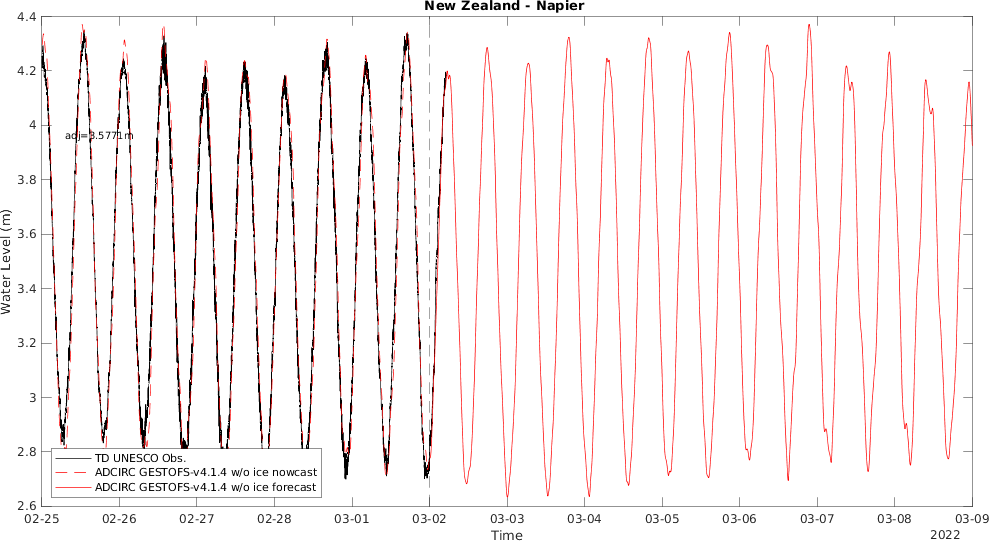 New Zealand - Napier
4.4
4.2
4
3.8
3.6
3.4
3.2
3
2.8
2.6
Water Level (m)
adj=3.5771m
TD UNESCO Obs.
ADCIRC GESTOFS-v4.1.4 w/o ice nowcast
ADCIRC GESTOFS-v4.1.4 w/o ice forecast
02-25 02-26 02-27 02-28 03-01 03-02 03-03 03-04 03-05 03-06 03-07 03-08 03-09
Time
2022